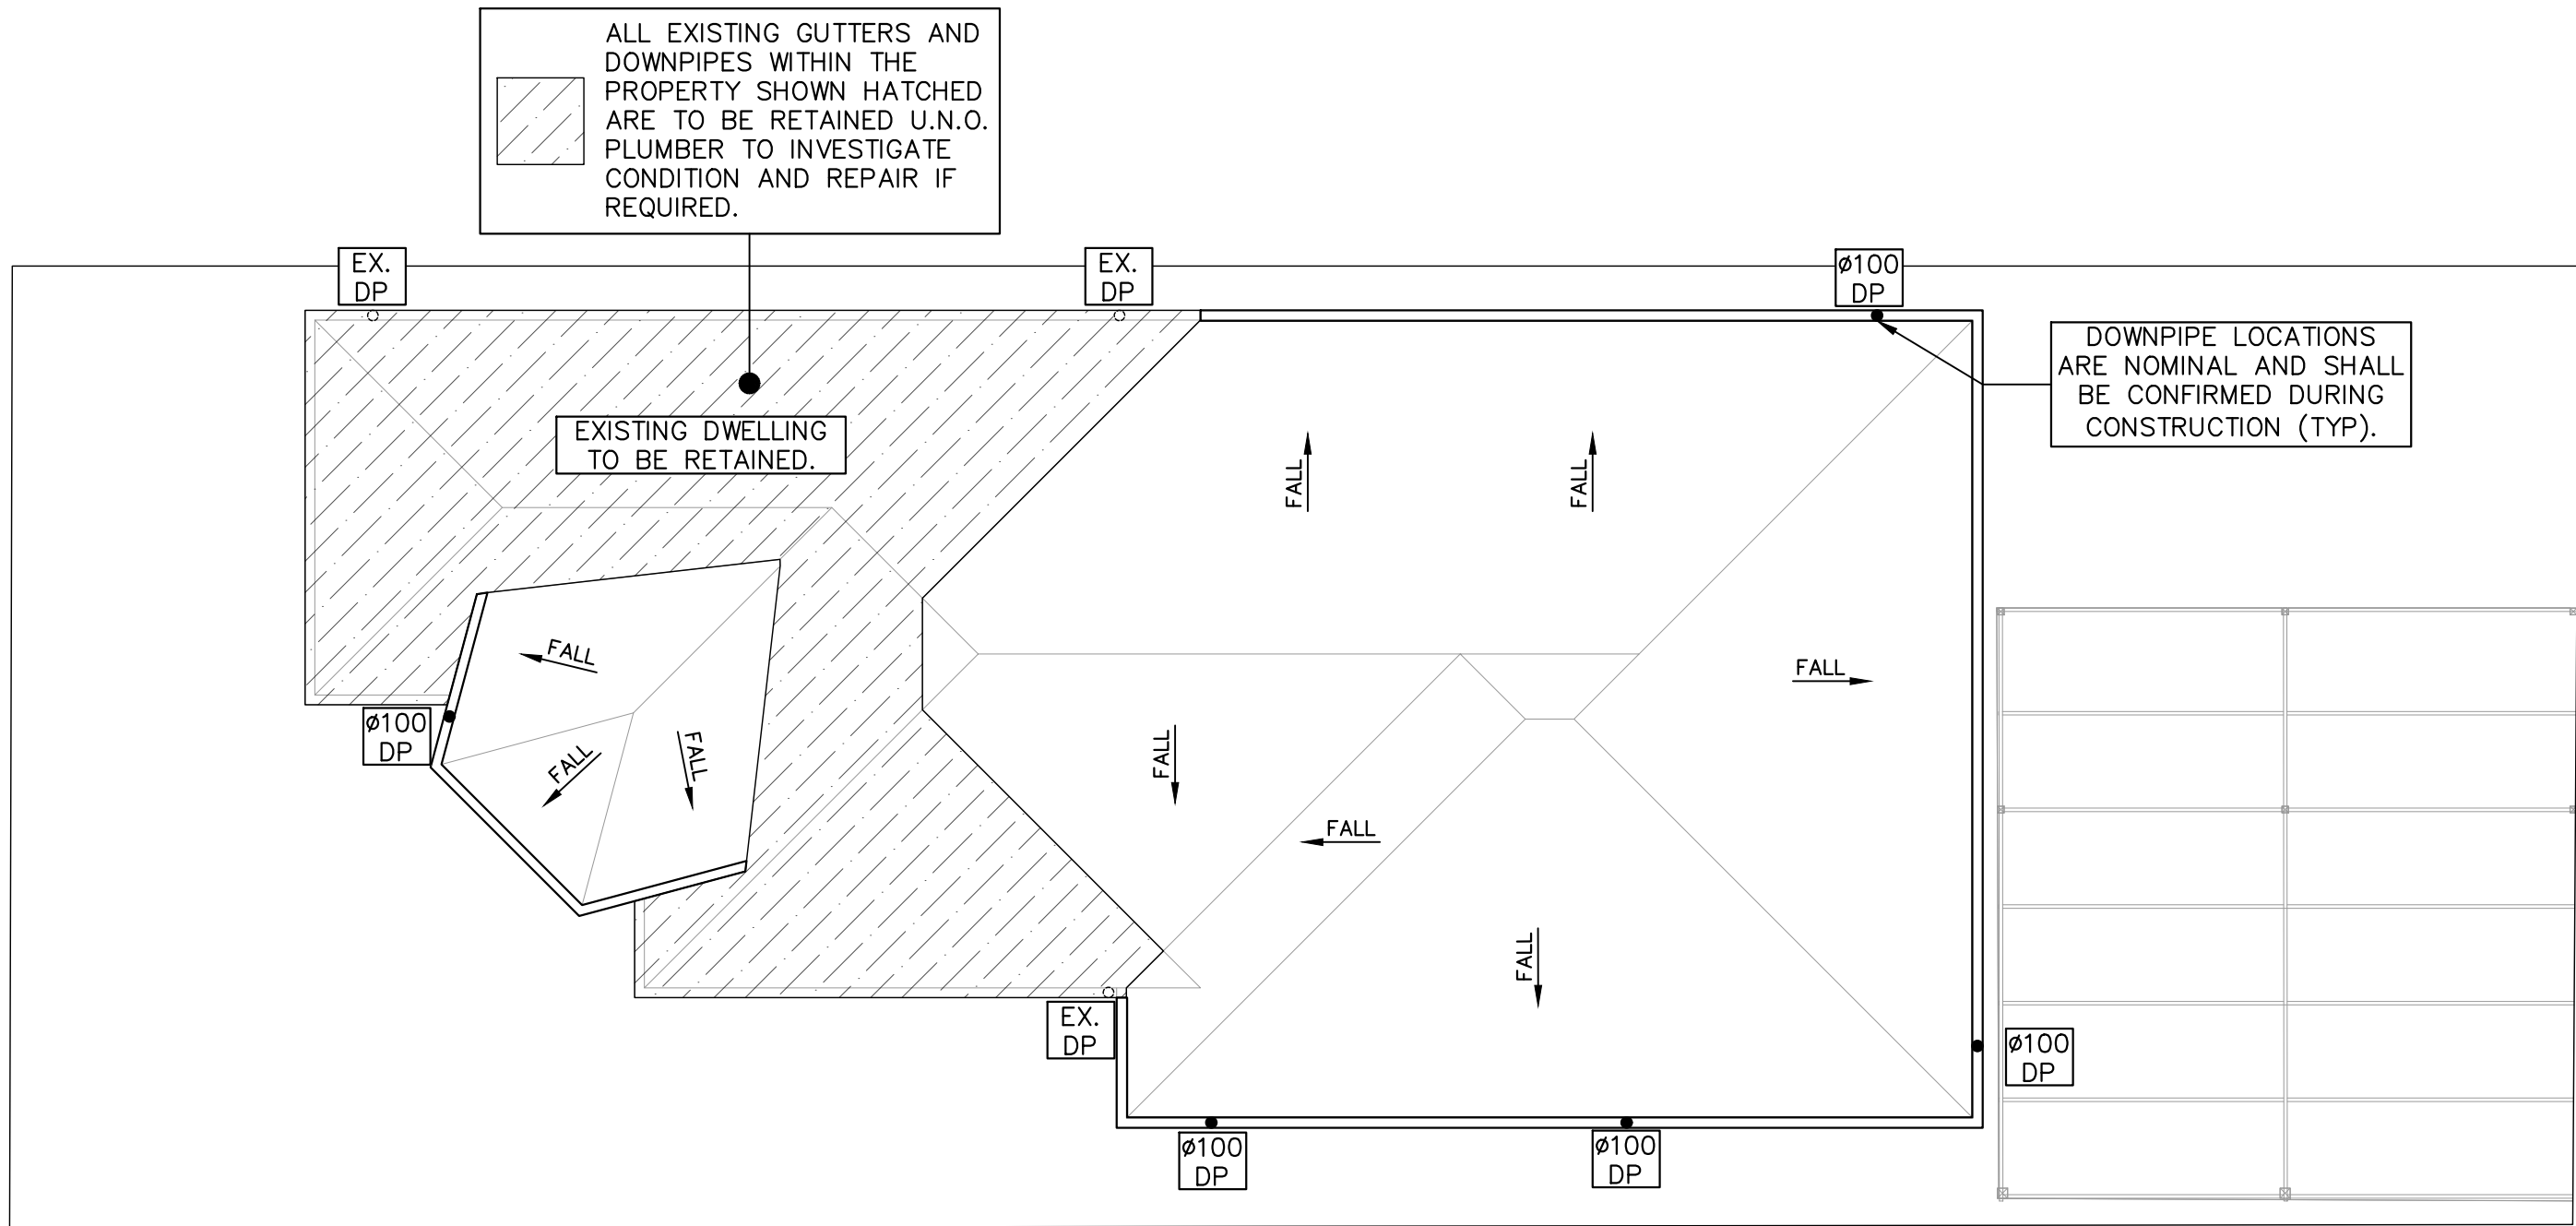 ALL EXISTING GUTTERS AND
DOWNPIPES WITHIN THE
PROPERTY SHOWN HATCHED
ARE TO BE RETAINED U.N.O.
PLUMBER TO INVESTIGATE
CONDITION AND REPAIR IF
REQUIRED.
EX.
DP
EX.
DP
ø100
DP
DOWNPIPE LOCATIONS
ARE NOMINAL AND SHALL
BE CONFIRMED DURING
CONSTRUCTION (TYP).
EXISTING DWELLING
TO BE RETAINED.
FALL
FALL
FALL
FALL
ø100
DP
FALL
FALL
FALL
FALL
FALL
EX.
DP
ø100
DP
ø100
DP
ø100
DP